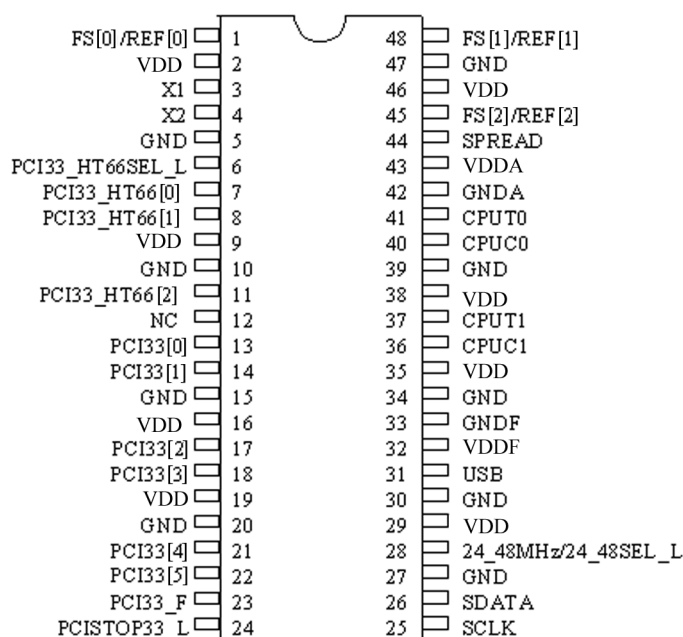 FS[0]/REF[0] 1 48 FS[1]/REF[1]
VDD 2 47 GND
X1 3 46 VDD
X2 4 45 FS[2]/REF[2]
GND 5 44 SPREAD
PCI33_HT66SEL_L 6 43 VDDA
PCI33_HT66[0] 7 42 GNDA
PCI33_HT66[1] 8 41 CPUT0
VDD 9 40 CPUC0
GND 10 39 GND
PCI33_HT66[2] 11 38 VDD
NC 12 37 CPUT1
PCI33[0] 13 36 CPUC1
PCI33[1] 14 35 VDD
GND 15 34 GND
VDD 16 33 GNDF
PCI33[2] 17 32 VDDF
PCI33[3] 18 31 USB
VDD 19 30 GND
GND 20 29 VDD
PCI33[4] 21 28 24_48MHz/24_48SEL_L
PCI33[5] 22 27 GND
PCI33_F 23 26 SDATA
PCISTOP33_L 24 25 SCLK